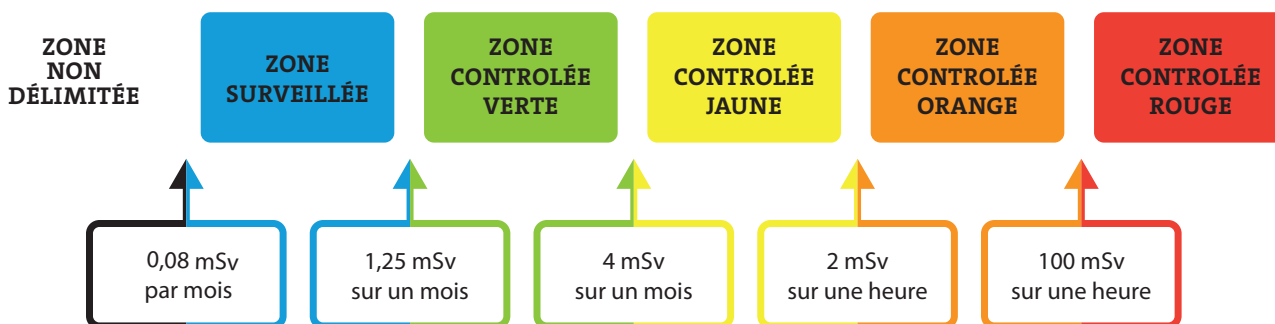 ZONE
NON
DÉLIMITÉE
ZONE
SURVEILLÉE
ZONE
CONTROLÉE
VERTE
ZONE
CONTROLÉE
JAUNE
ZONE
CONTROLÉE
ORANGE
ZONE
CONTROLÉE
ROUGE
0,08 mSv
par mois
1,25 mSv
sur un mois
4 mSv
sur un mois
2 mSv
sur une heure
100 mSv
sur une heure